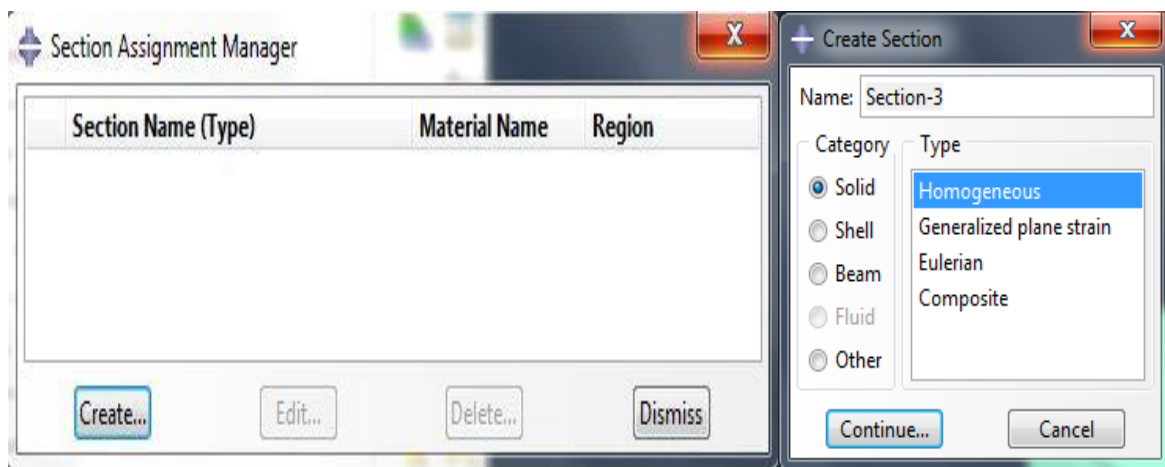 Section Assignment Manager
X
Section Name (Type) Material Name Region
Create... Edit... Delete... Dismiss
Create Section
X
Name: Section-3
Category Type
Solid
Shell
Beam
Fluid
Other
Homogeneous
Generalized plane strain
Eulerian
Composite
Continue... Cancel